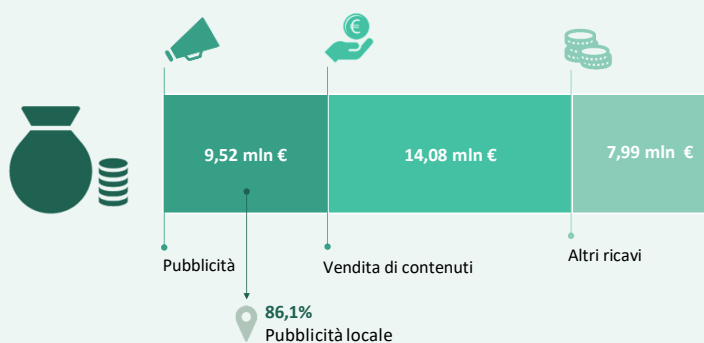 9,52 mln €
14,08 mln €
7,99 mln €
Pubblicità
Vendita di contenuti
Altri ricavi
86,1%
Pubblicità locale